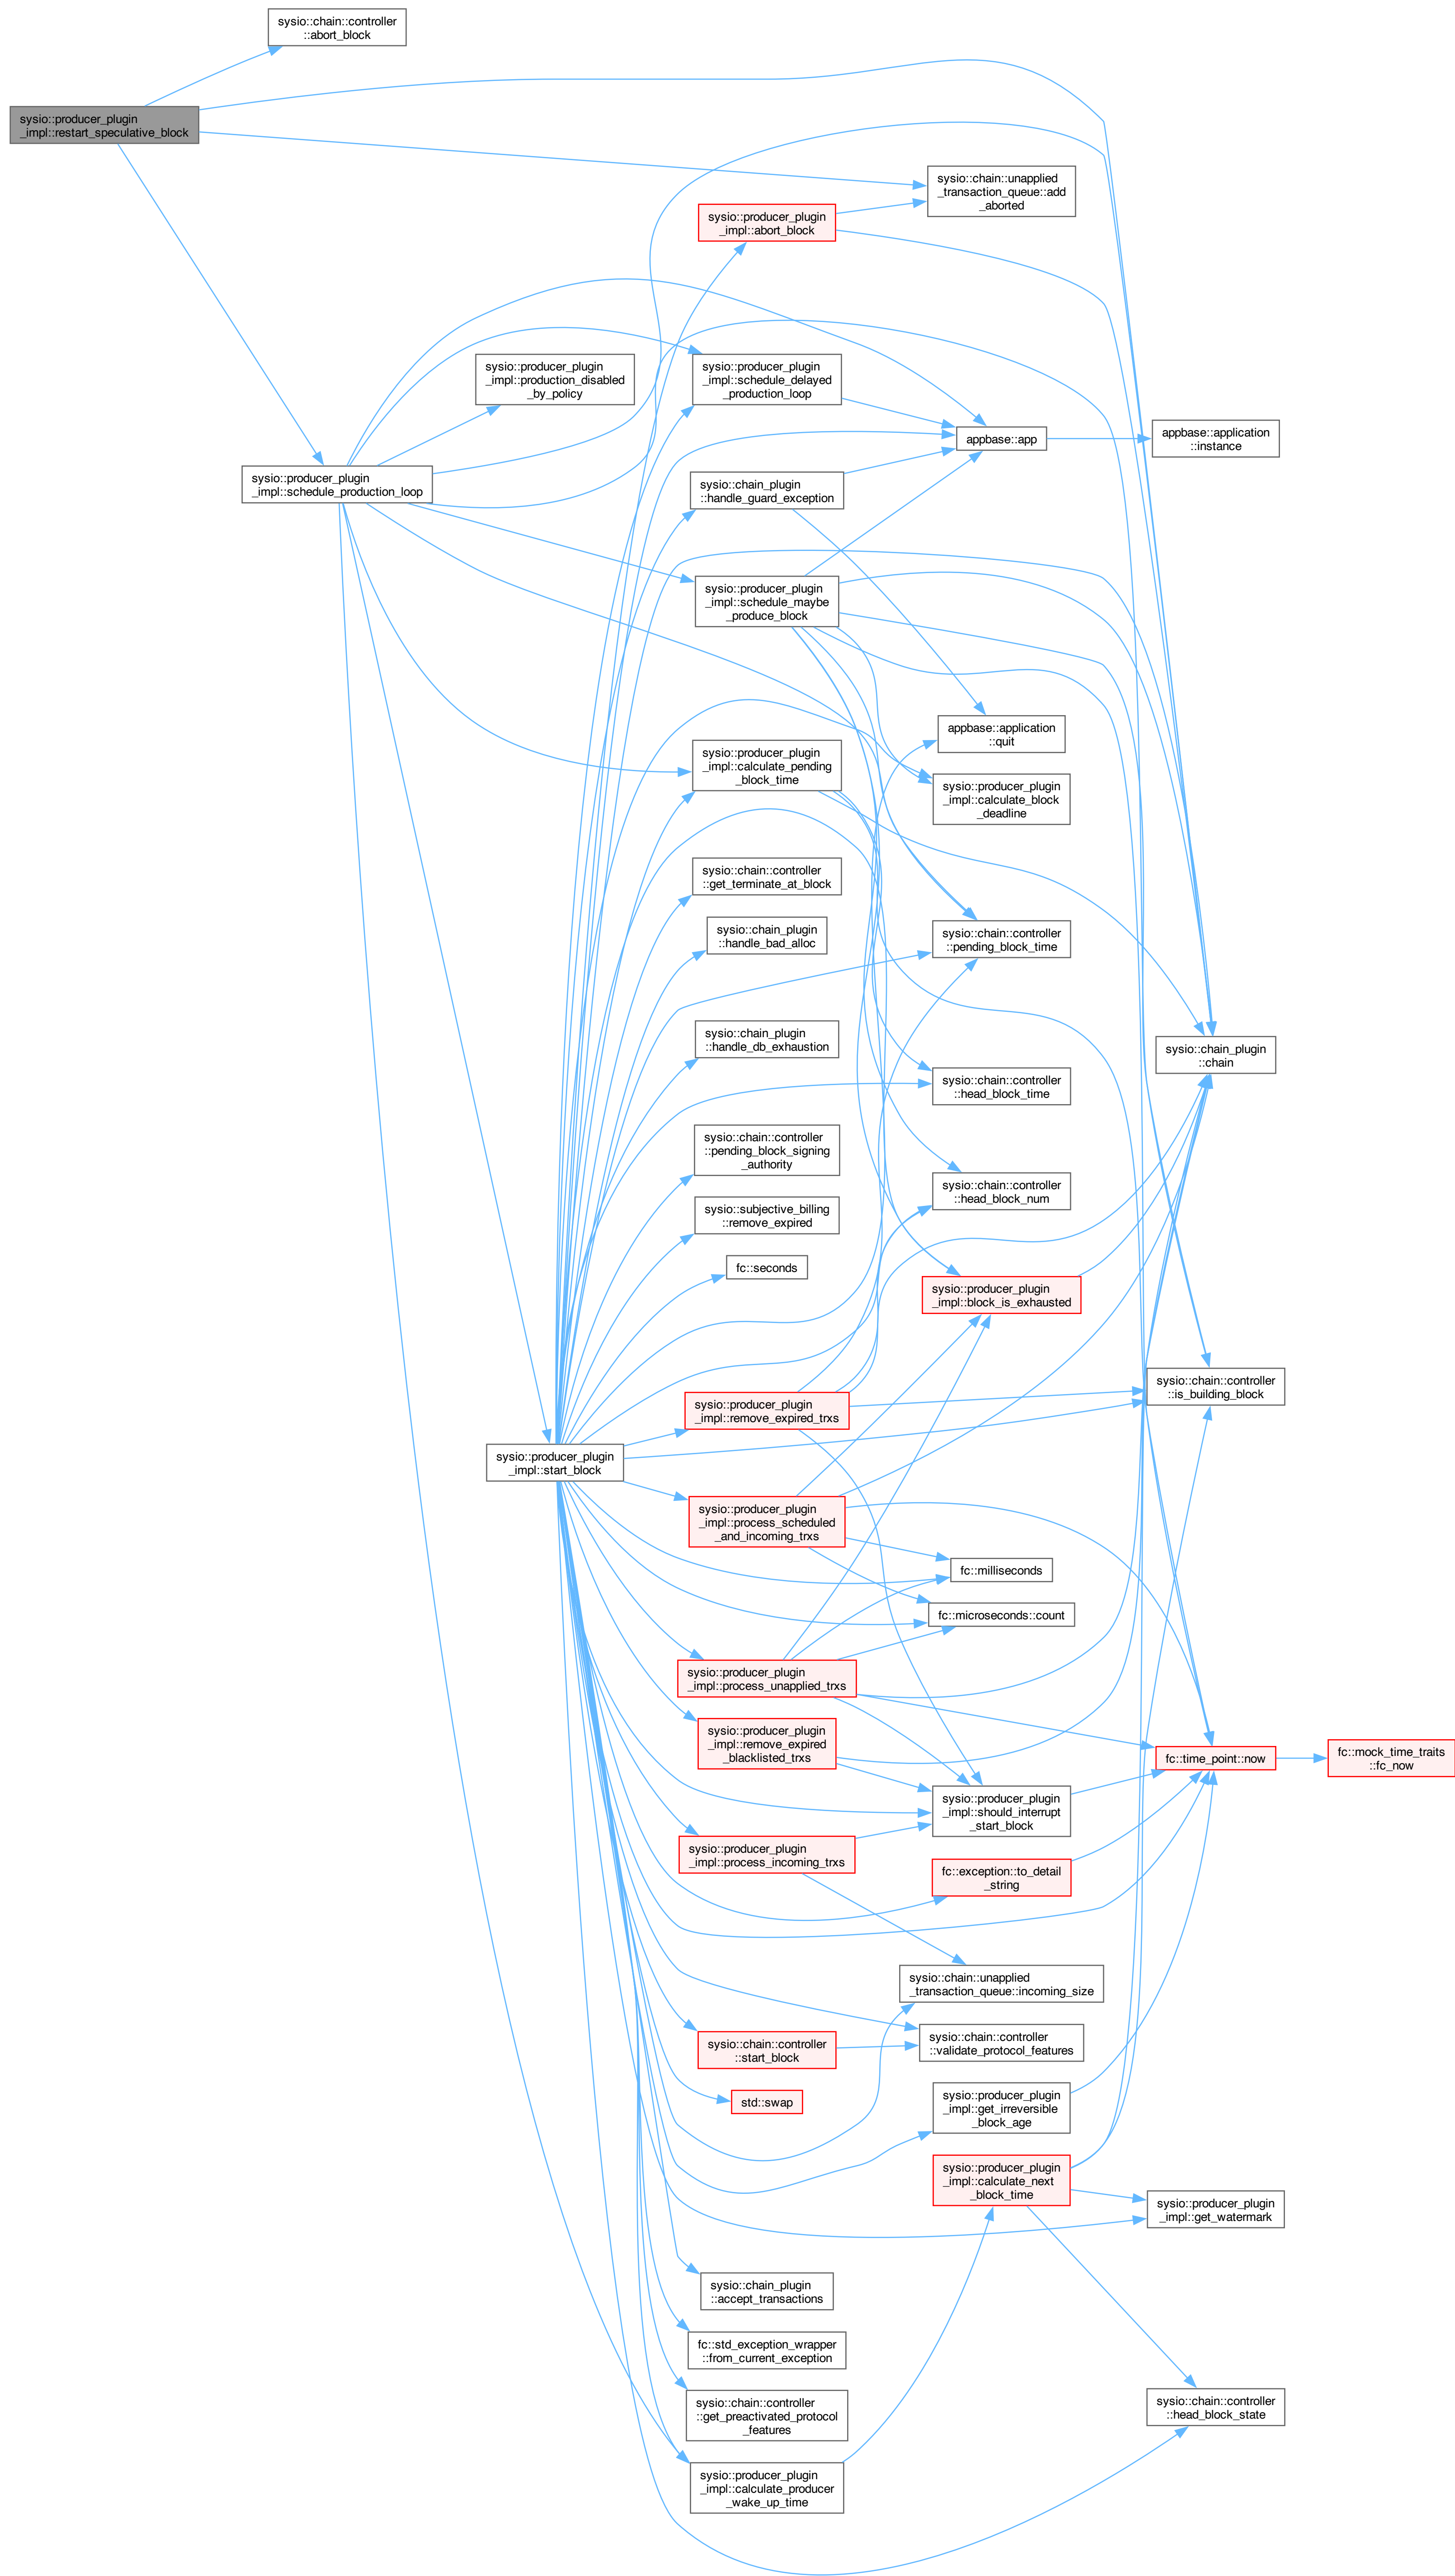 sysio::chain::controller
::abort_block
sysio::producer_plugin
_impl::restart_speculative_block
sysio::chain::unapplied
_transaction_queue::add
_aborted
sysio::producer_plugin
_impl::abort_block
sysio::producer_plugin
_impl::production_disabled
_by_policy
sysio::producer_plugin
_impl::schedule_delayed
_production_loop
appbase::app
appbase::application
::instance
sysio::producer_plugin
_impl::schedule_production_loop
sysio::chain_plugin
::handle_guard_exception
sysio::producer_plugin
_impl::schedule_maybe
_produce_block
appbase::application
::quit
sysio::producer_plugin
_impl::calculate_pending
_block_time
sysio::producer_plugin
_impl::calculate_block
_deadline
sysio::chain::controller
::get_terminate_at_block
sysio::chain_plugin
::handle_bad_alloc
sysio::chain::controller
::pending_block_time
sysio::chain_plugin
::handle_db_exhaustion
sysio::chain_plugin
::chain
sysio::chain::controller
::head_block_time
sysio::chain::controller
::pending_block_signing
_authority
sysio::chain::controller
::head_block_num
sysio::subjective_billing
::remove_expired
fc::seconds
sysio::producer_plugin
_impl::block_is_exhausted
sysio::chain::controller
::is_building_block
sysio::producer_plugin
_impl::remove_expired_trxs
sysio::producer_plugin
_impl::start_block
sysio::producer_plugin
_impl::process_scheduled
_and_incoming_trxs
fc::milliseconds
fc::microseconds::count
sysio::producer_plugin
_impl::process_unapplied_trxs
sysio::producer_plugin
_impl::remove_expired
_blacklisted_trxs
fc::time_point::now
fc::mock_time_traits
::fc_now
sysio::producer_plugin
_impl::should_interrupt
_start_block
sysio::producer_plugin
_impl::process_incoming_trxs
fc::exception::to_detail
_string
sysio::chain::unapplied
_transaction_queue::incoming_size
sysio::chain::controller
::start_block
sysio::chain::controller
::validate_protocol_features
std::swap
sysio::producer_plugin
_impl::get_irreversible
_block_age
sysio::producer_plugin
_impl::calculate_next
_block_time
sysio::producer_plugin
_impl::get_watermark
sysio::chain_plugin
::accept_transactions
fc::std_exception_wrapper
::from_current_exception
sysio::chain::controller
::get_preactivated_protocol
_features
sysio::chain::controller
::head_block_state
sysio::producer_plugin
_impl::calculate_producer
_wake_up_time